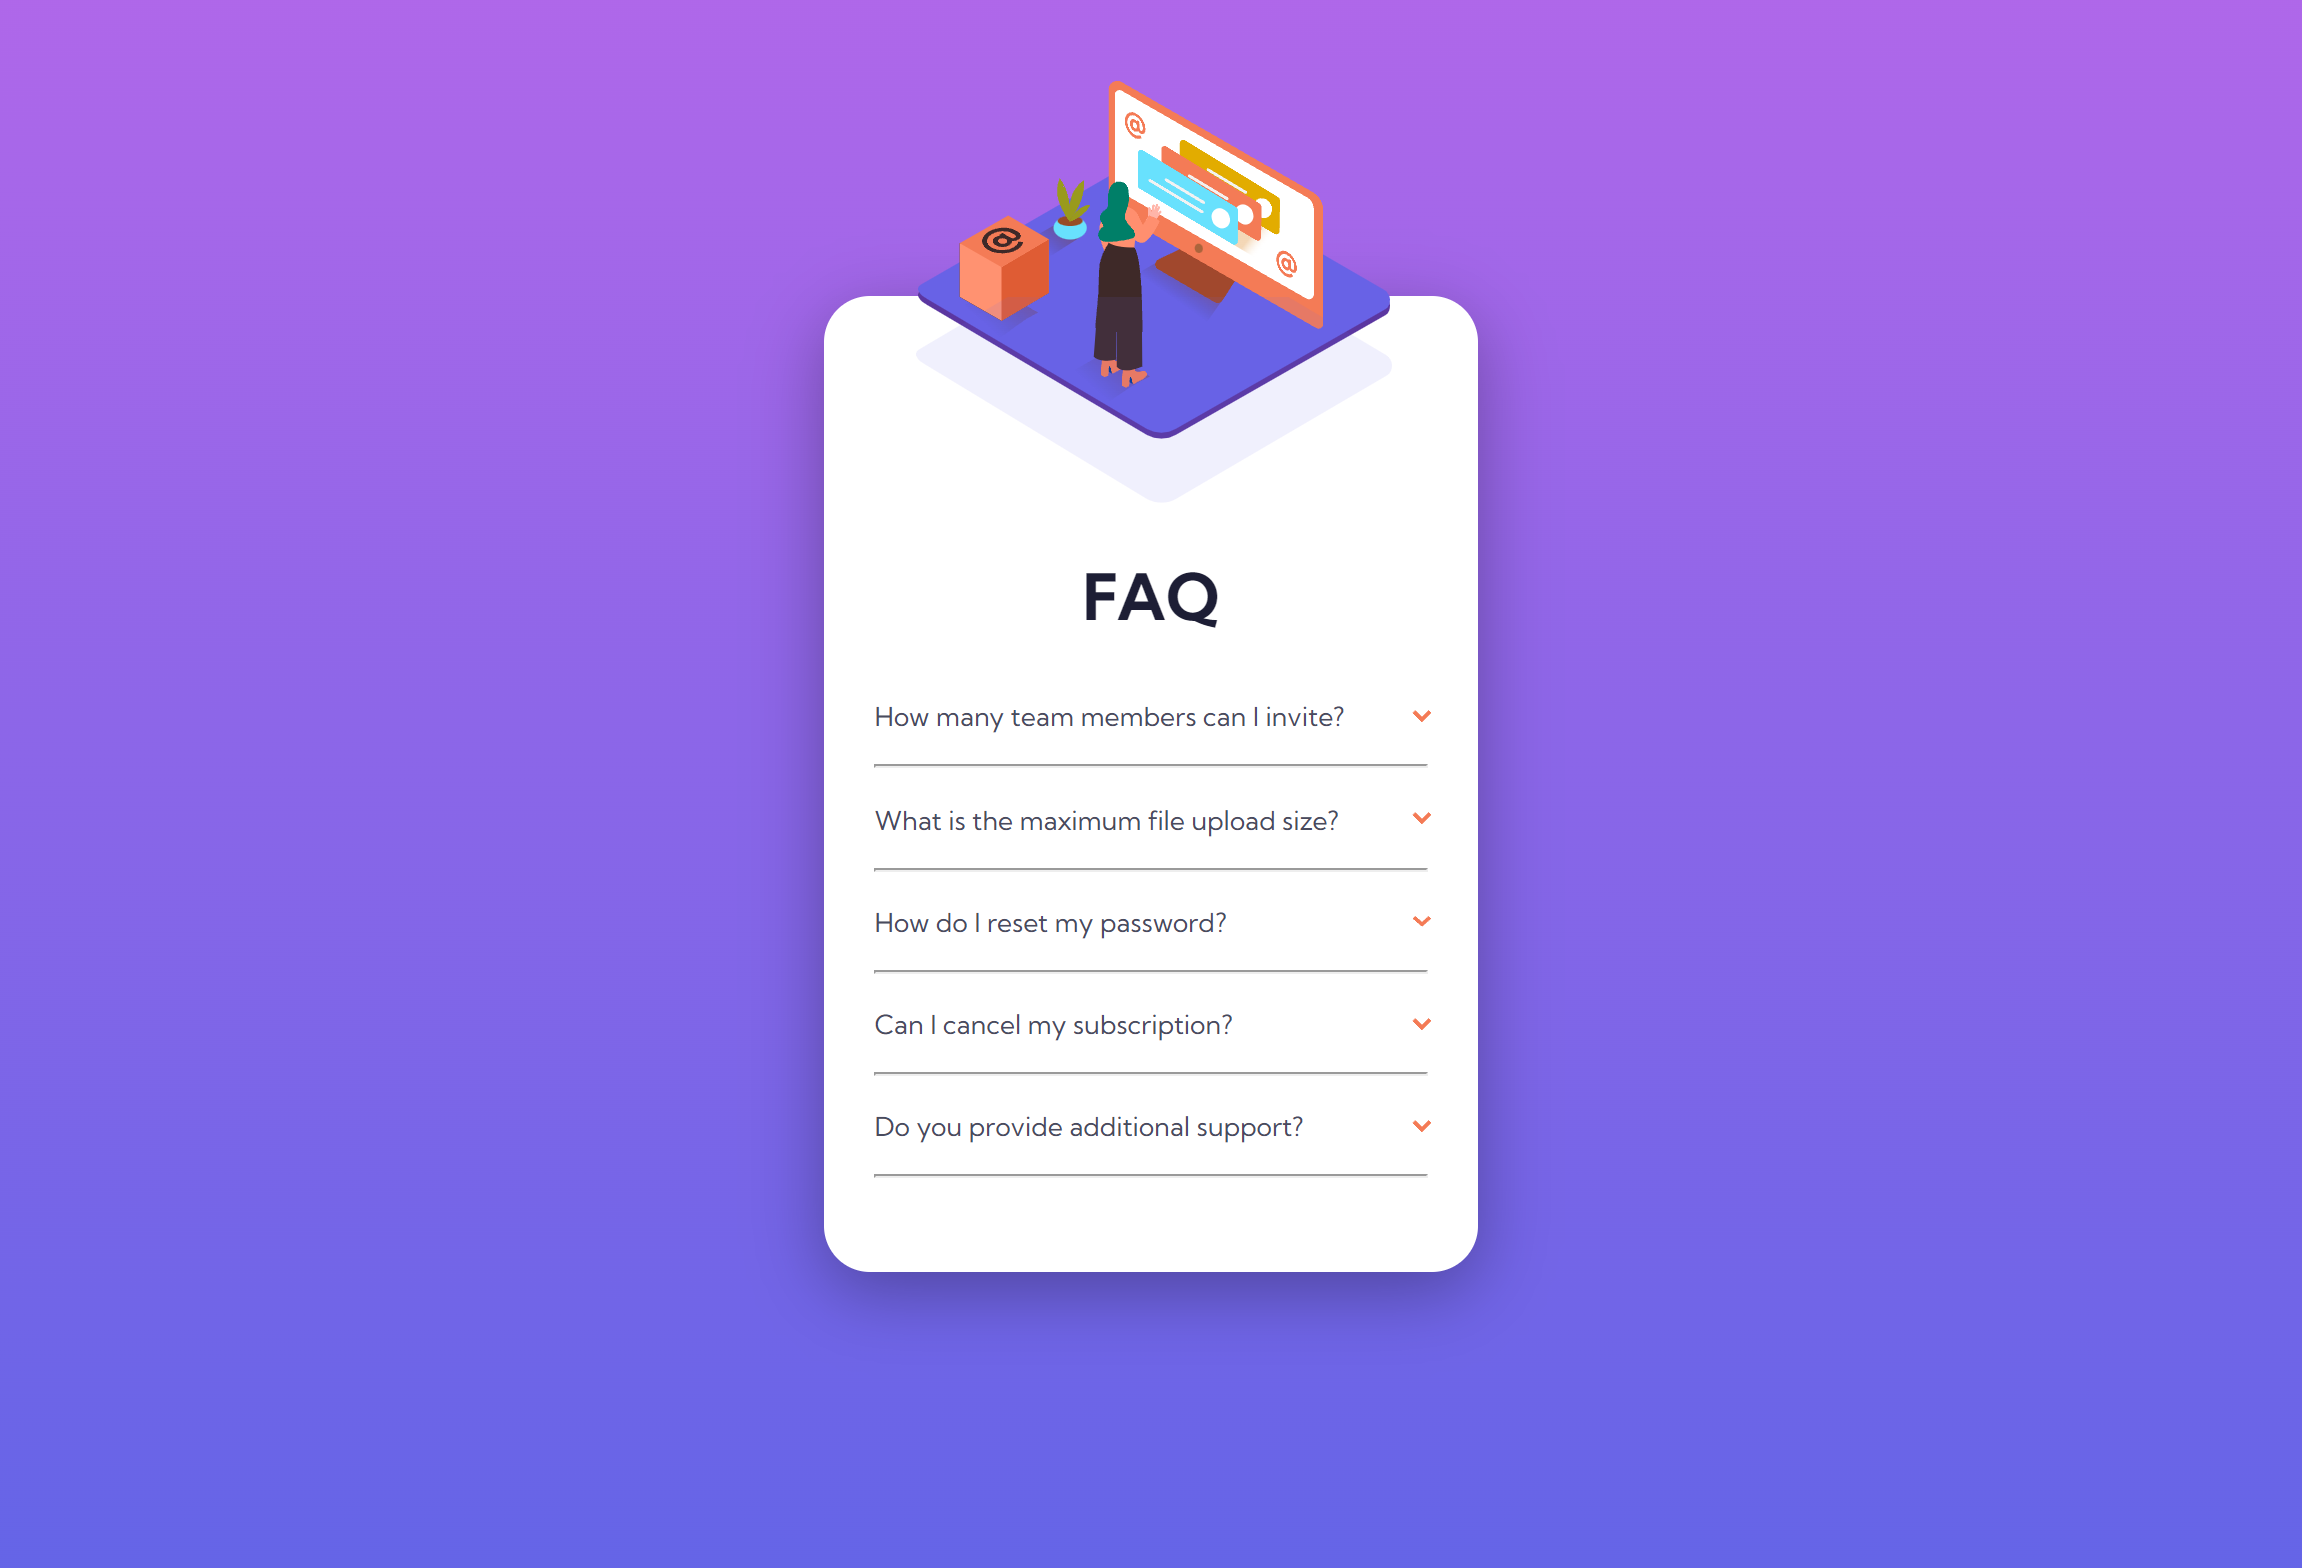 @
@
@
FAQ
How many team members can I invite?
What is the maximum file upload size?
How do I reset my password?
Can I cancel my subscription?
Do you provide additional support?